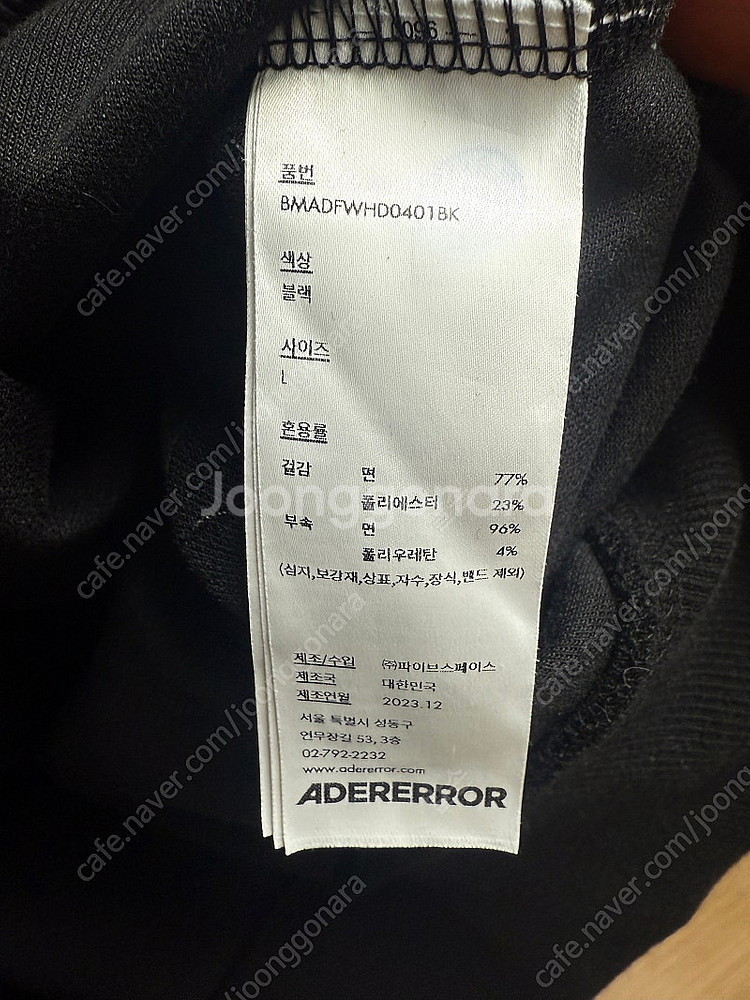 품번
BMADFWHD0401BK
색상
블랙
사이즈
L
혼용률
겉감 면 77%
폴리에스터 23%
부속 면 96%
폴리우레탄 4%
(심지,보강재,상표,자수,장식,밴드 제외)
제조/수입 ㈜파이브스페이스
제조국 대한민국
제조연월 2023.12
서울 특별시 성동구
연무장길 53, 3층
02-792-2232
www.adererror.com
ADERERROR
Joonggonara
cafe.naver.com/joonggonara